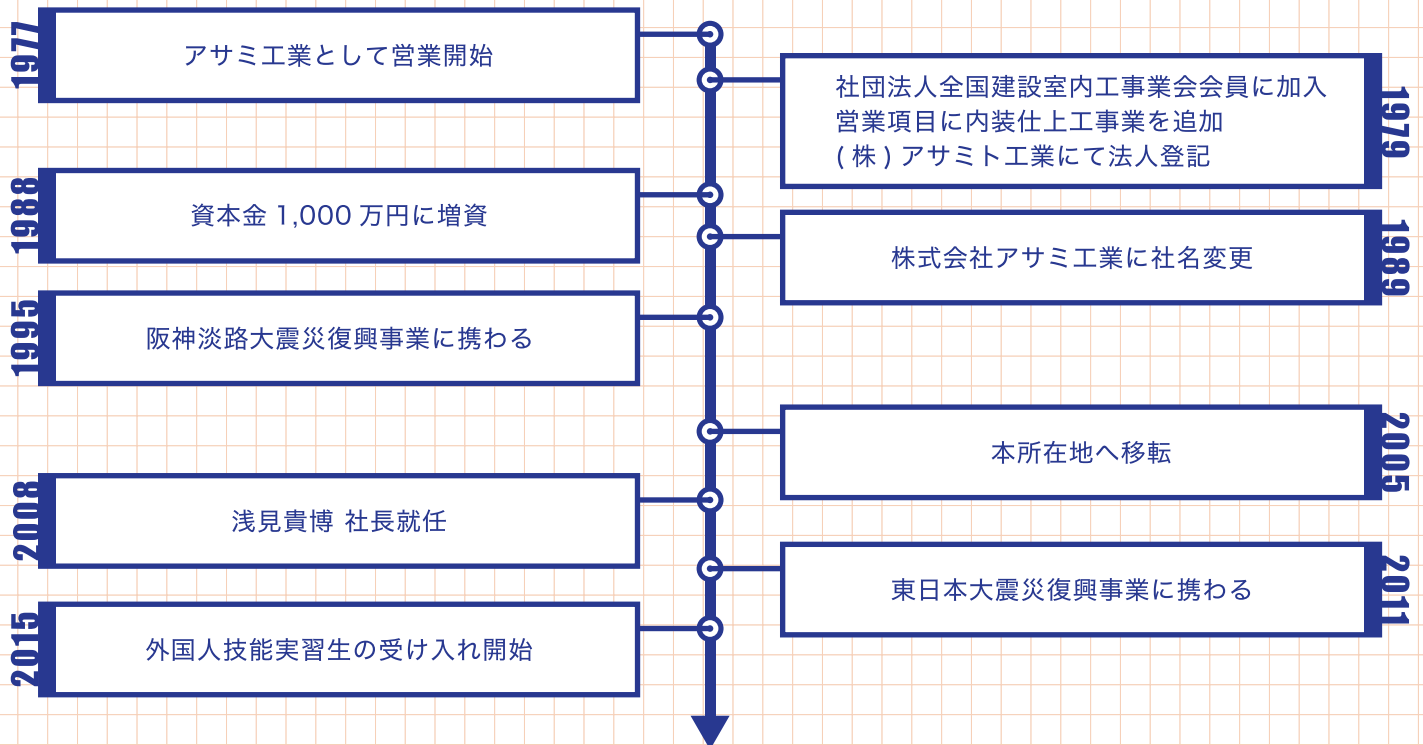 1977
アサミ工業として営業開始
1979
社団法人全国建設室内工事業会会員に加入
営業項目に内装仕上工事業を追加
(株)アサミト工業にて法人登記
1988
資本金 1,000 万円に増資
1989
株式会社アサミ工業に社名変更
1995
阪神淡路大震災復興事業に携わる
2005
本所在地へ移転
2008
浅見貴博 社長就任
2011
東日本大震災復興事業に携わる
2015
外国人技能実習生の受け入れ開始